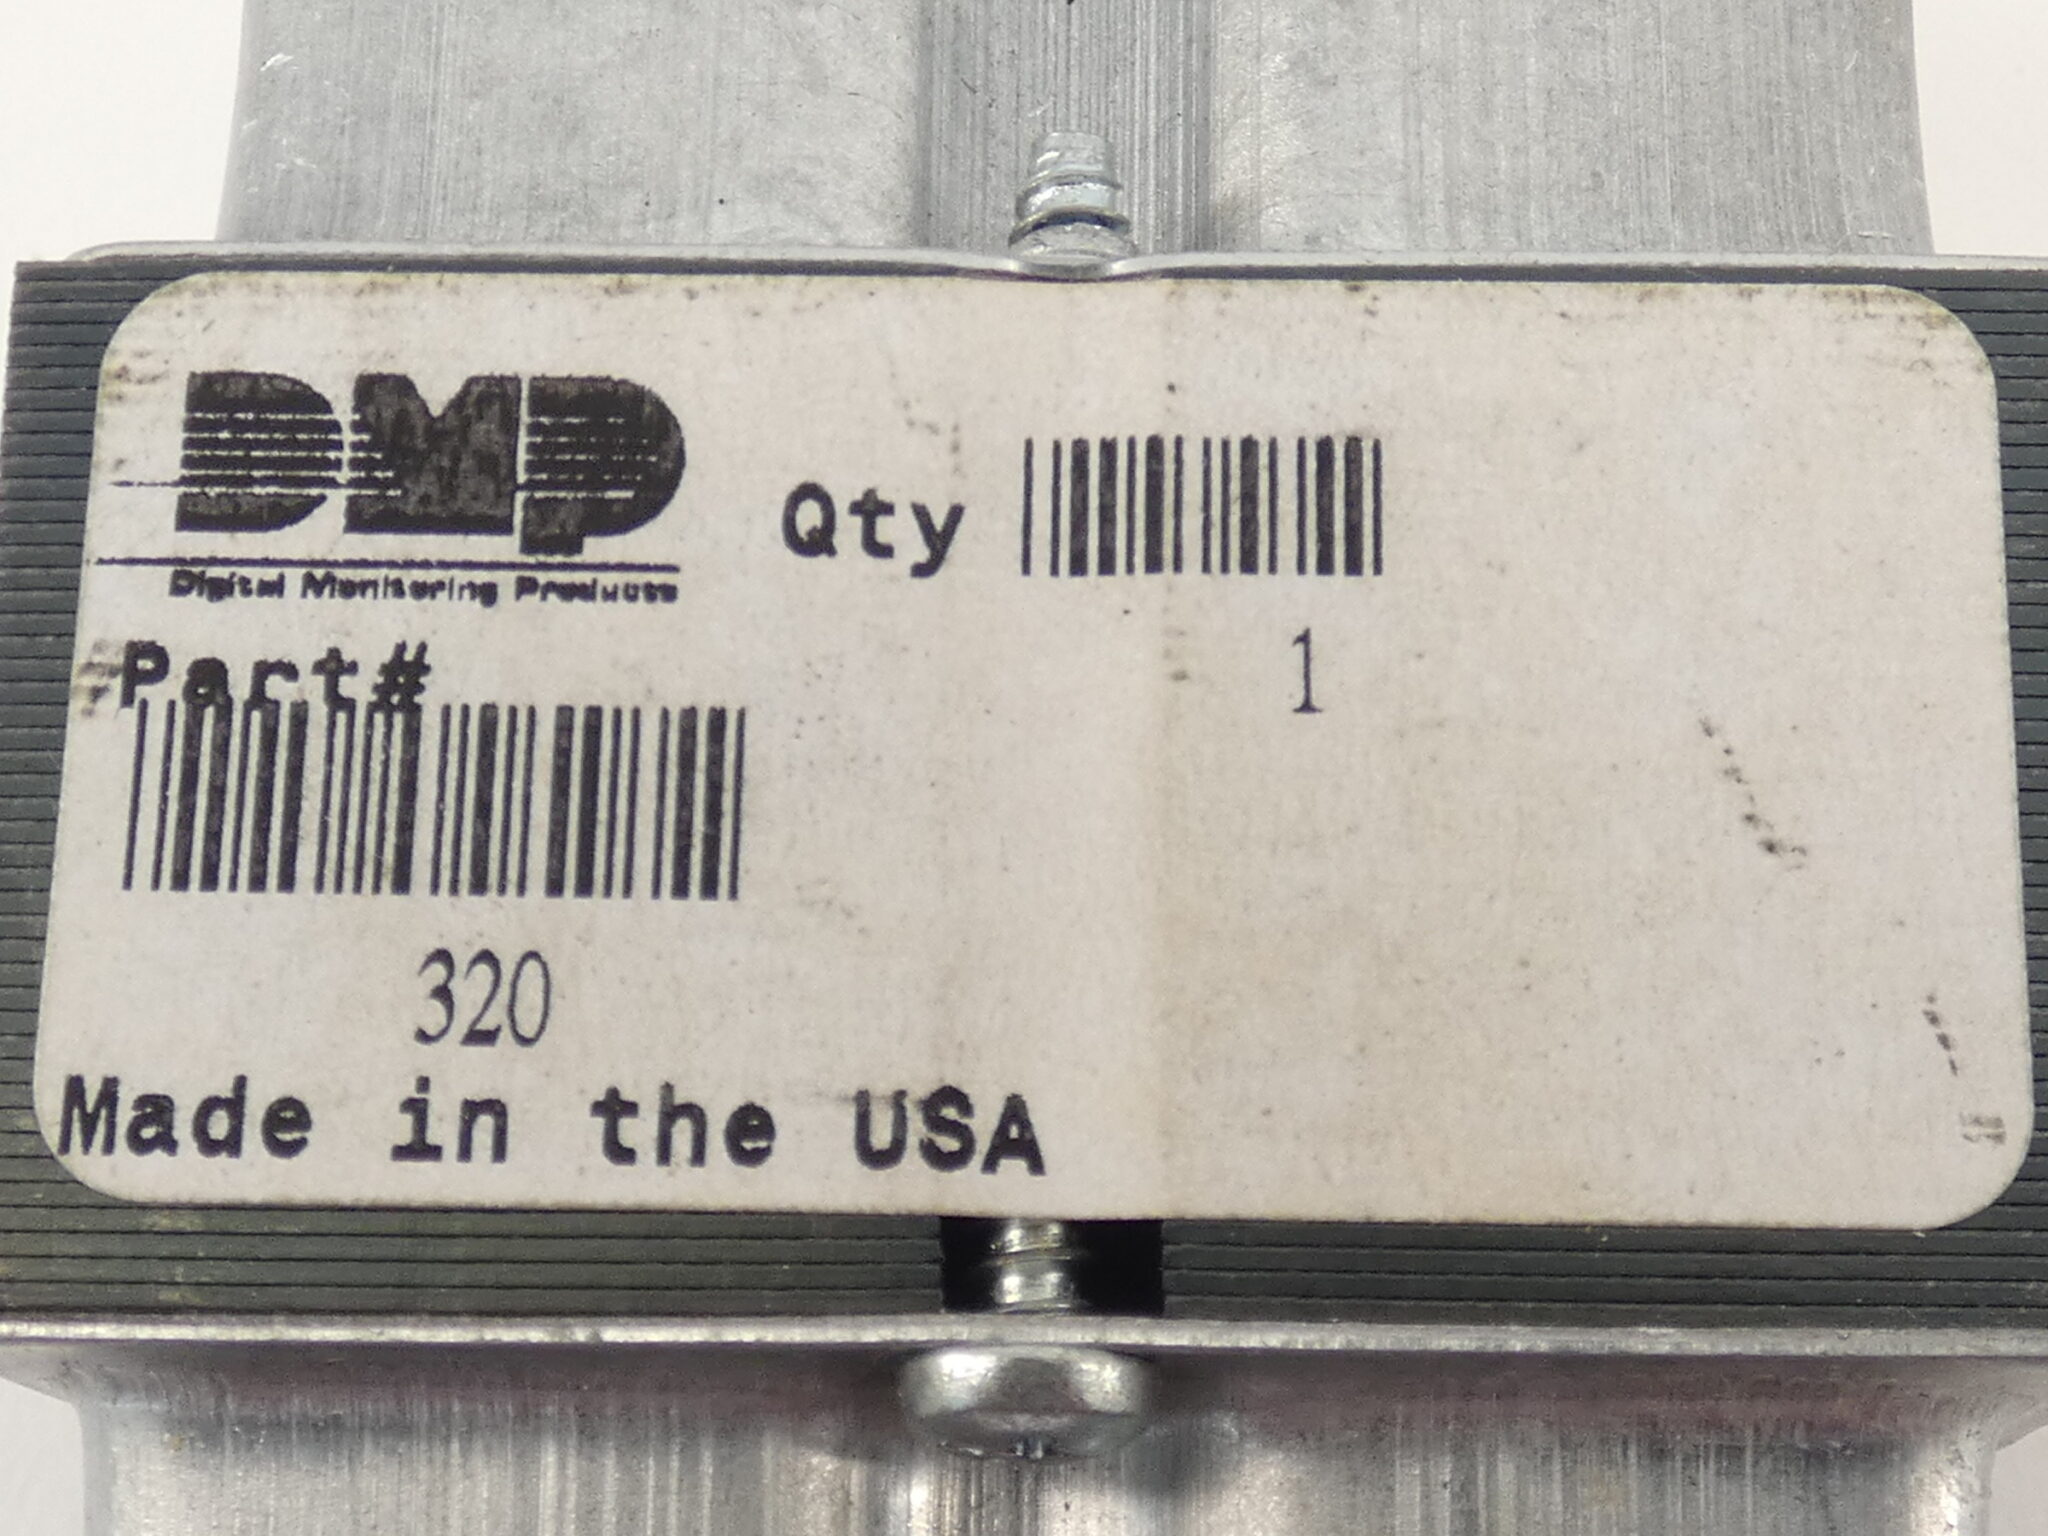 DMP
Qty
Digital Monitoring Products
1
Part#
320
Made in the USA